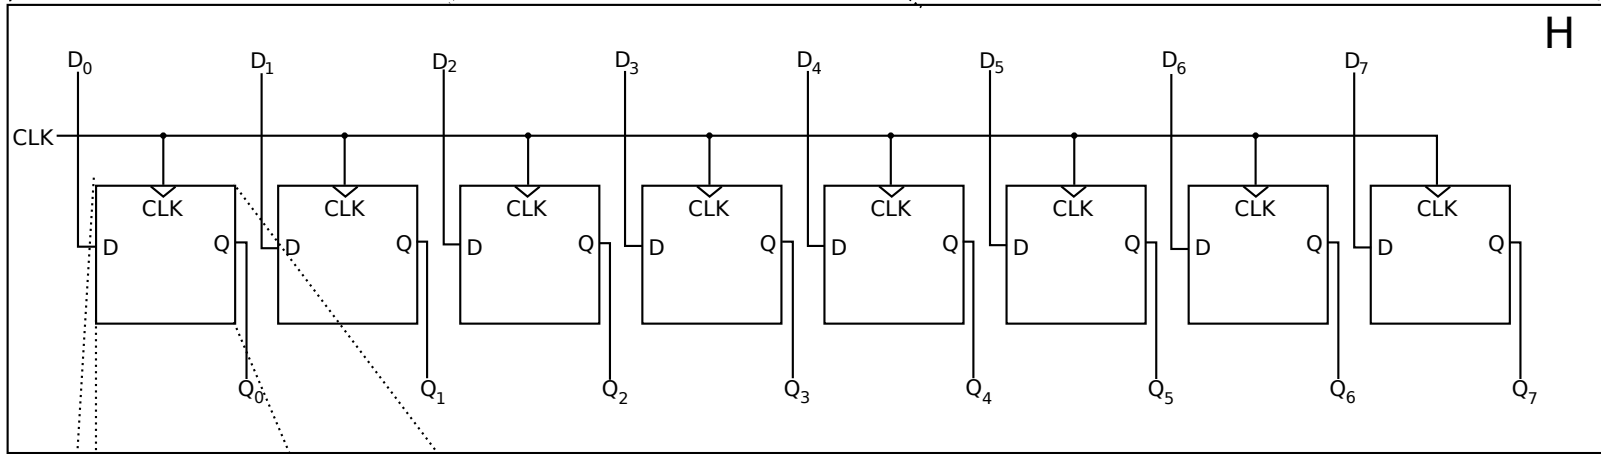 H
D0 D1 D2 D3 D4 D5 D6 D7
CLK
CLK CLK CLK CLK CLK CLK CLK CLK
D Q D Q D Q D Q D Q D Q D Q D Q
Q0 Q1 Q2 Q3 Q4 Q5 Q6 Q7